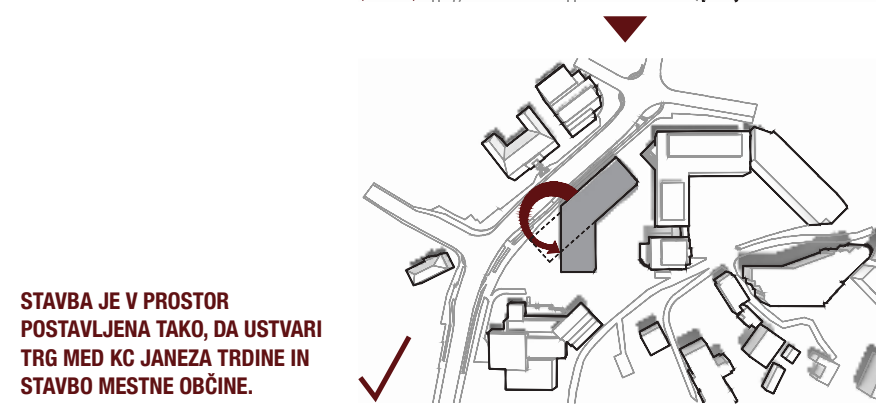 STAVBA JE V PROSTOR
POSTAVLJENA TAKO, DA USTVARI
TRG MED KC JANEZA TRDINE IN
STAVBO MESTNE OBČINE.